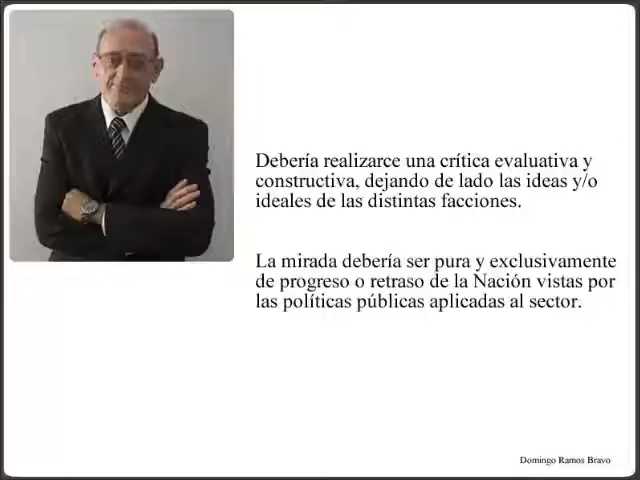 Debería realizarce una crítica evaluativa y
constructiva, dejando de lado las ideas y/o
ideales de las distintas facciones.
La mirada debería ser pura y exclusivamente
de progreso o retraso de la Nación vistas por
las políticas públicas aplicadas al sector.
Domingo Ramos Bravo